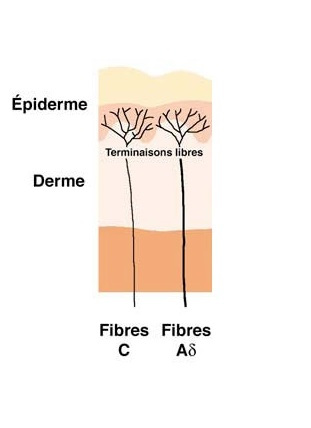 Épiderme
Terminaisons libres
Derme
Fibres Fibres
C Aδ